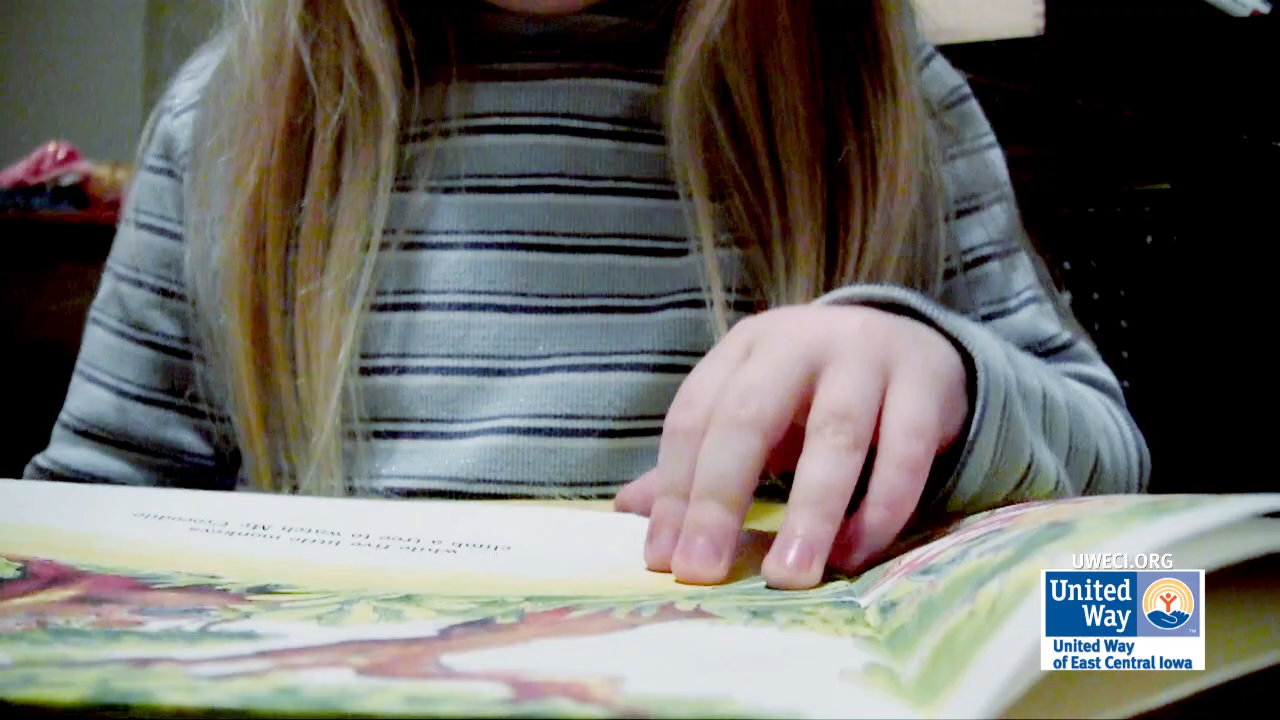 while five little monkeys
climb a tree to watch Mr. Crocodile.
UWECI.ORG
United
Way
United Way
of East Central Iowa